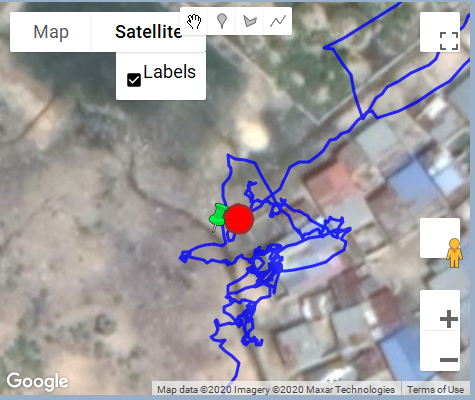 Map
Satellite
Labels
Google
Map data ©2020 Imagery ©2020 Maxar Technologies
Terms of Use